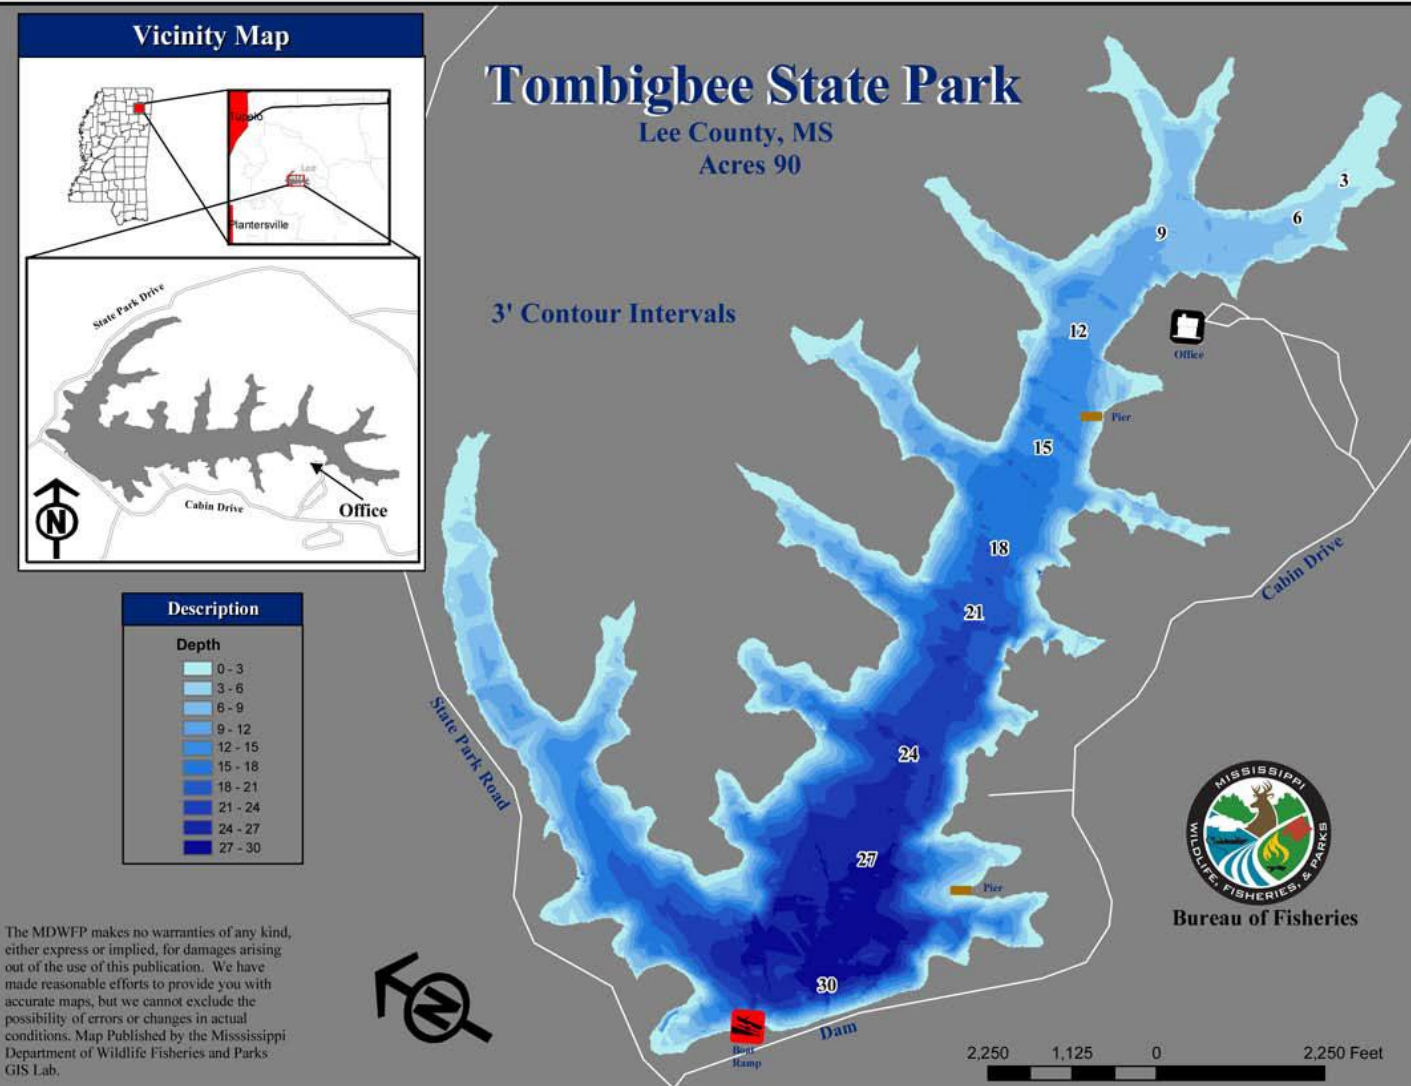 Vicinity Map
Tupelo
Lee
Plantersville
State Park Drive
Cabin Drive
Office
N
Tombigbee State Park
Lee County, MS
Acres 90
3' Contour Intervals
3
6
9
12
15
18
21
24
27
30
Office
Pier
Pier
Cabin Drive
State Park Road
Dam
Boat
Ramp
Description
Depth
0 - 3
3 - 6
6 - 9
9 - 12
12 - 15
15 - 18
18 - 21
21 - 24
24 - 27
27 - 30
MISSISSIPPI
WILDLIFE, FISHERIES, & PARKS
Bureau of Fisheries
The MDWFP makes no warranties of any kind,
either express or implied, for damages arising
out of the use of this publication. We have
made reasonable efforts to provide you with
accurate maps, but we cannot exclude the
possibility of errors or changes in actual
conditions. Map Published by the Mississippi
Department of Wildlife Fisheries and Parks
GIS Lab.
N
2,250 1,125 0 2,250 Feet